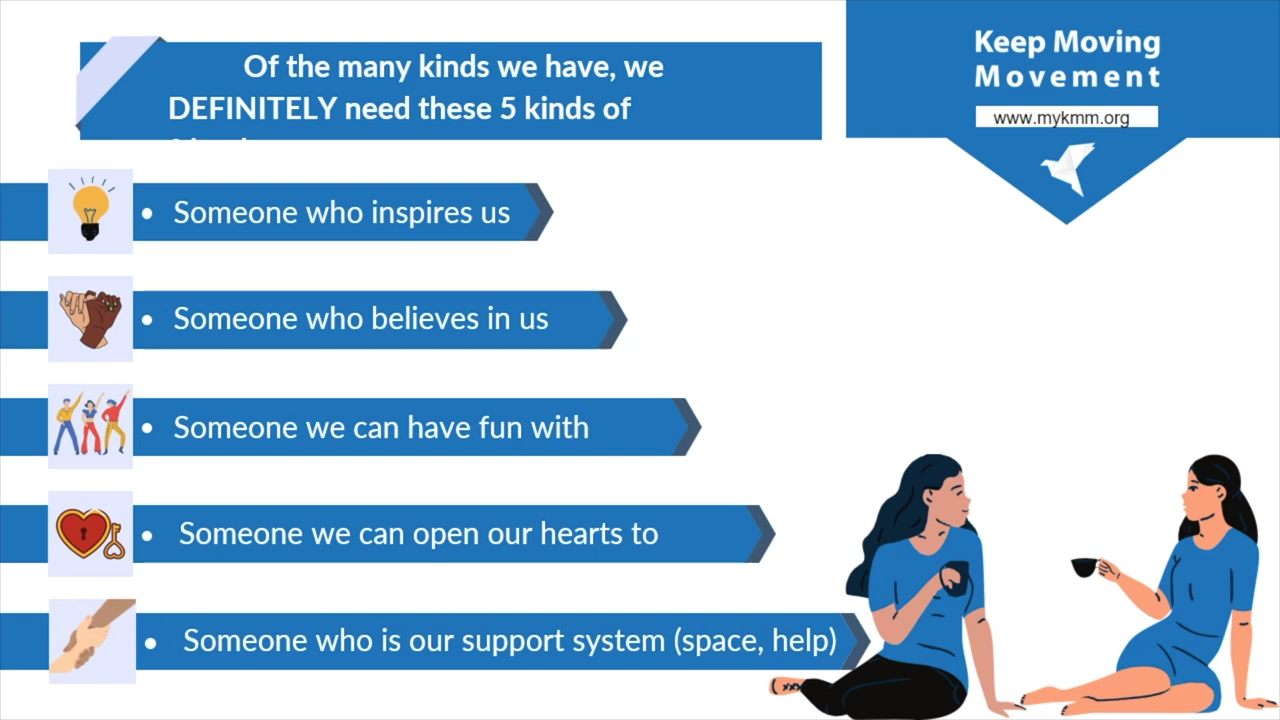 Of the many kinds we have, we
DEFINITELY need these 5 kinds of
Keep Moving
Movement
www.mykmm.org
• Someone who inspires us
• Someone who believes in us
• Someone we can have fun with
• Someone we can open our hearts to
• Someone who is our support system (space, help)